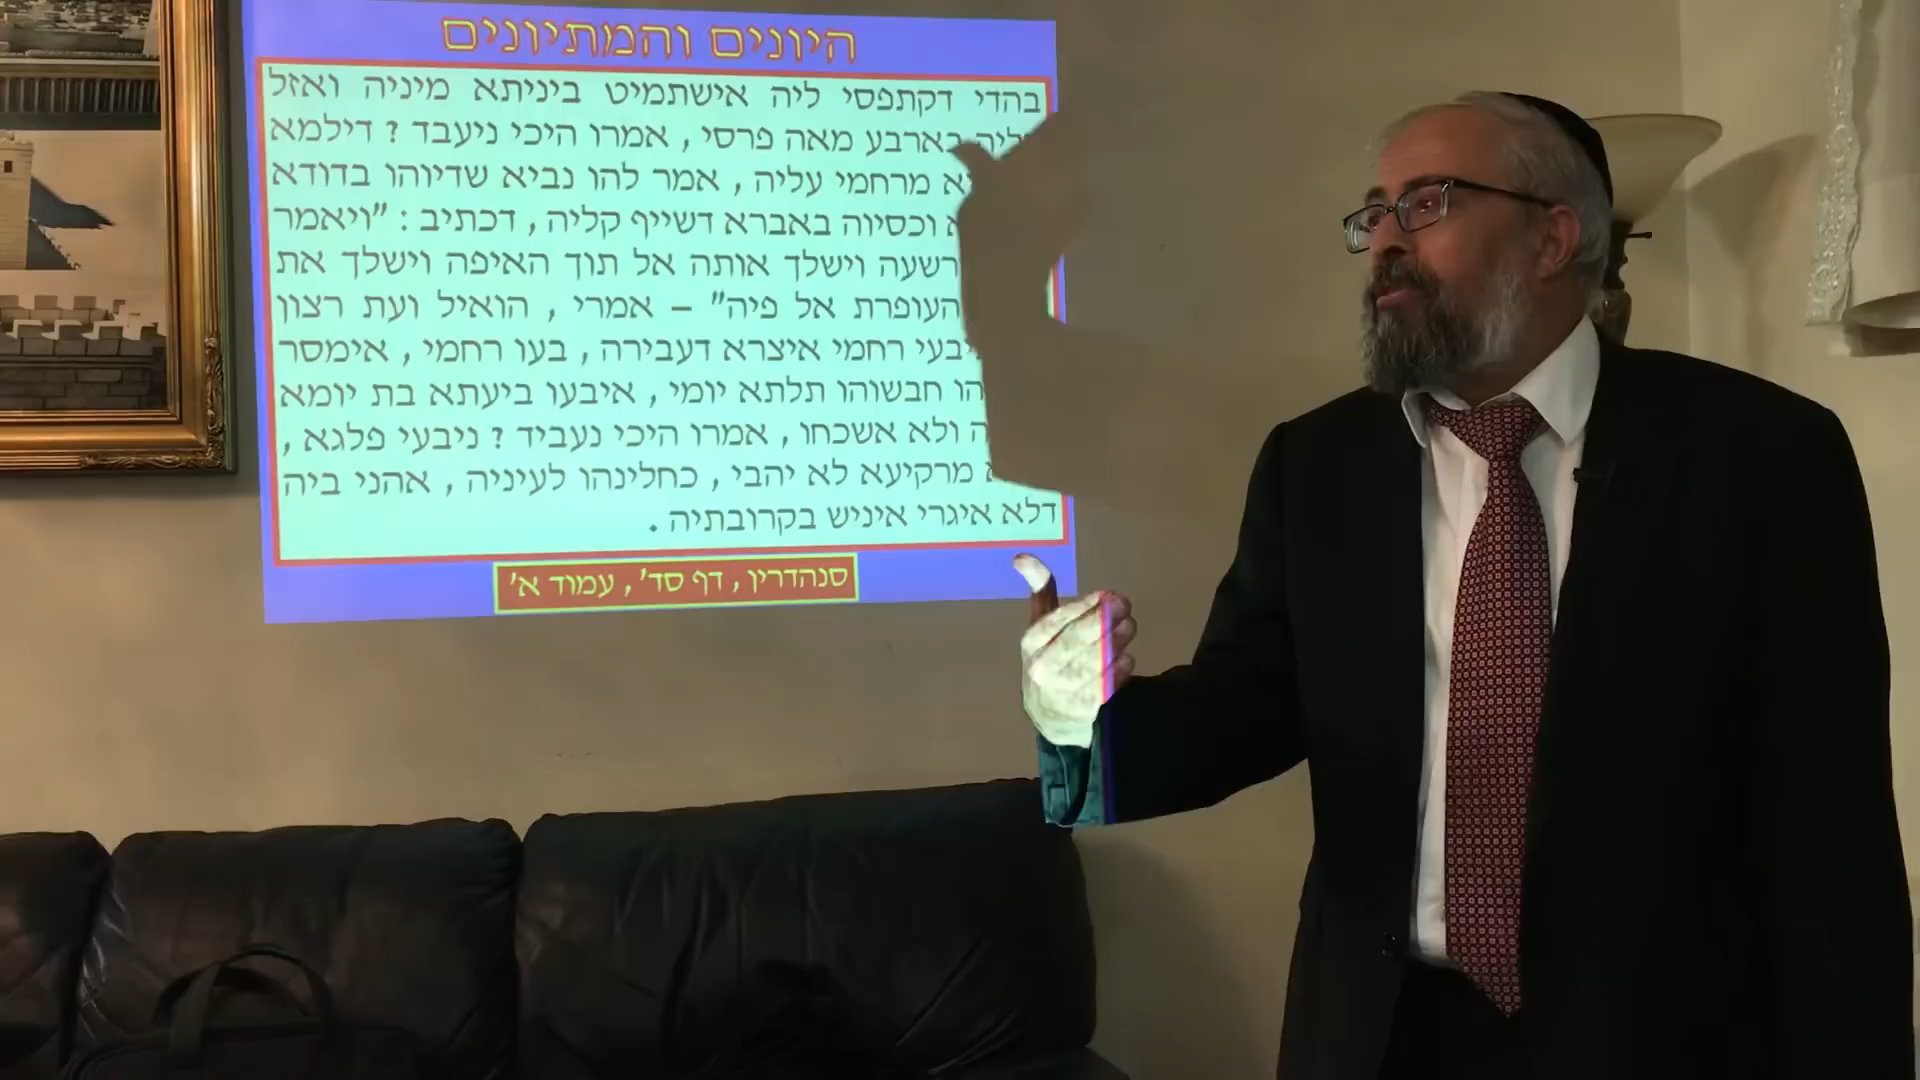 היונים והמתיונים
בהדי דקתפסי ליה אישתמיט ביניתא מיניה ואזל
בארבע מאה פרסי , אמרו היכי ניעבד ? דילמא
מרחמי עליה , אמר להו נביא שדיוהו בדודא
וכסיוה באברא דשייף קליה , דכתיב : "ויאמר
הרשעה וישלך אותה אל תוך האיפה וישלך את
העופרת אל פיה" – אמרי , הואיל ועת רצון
ניבעי רחמי איצרא דעבירה , בעו רחמי , אימסר
חבשוהו תלתא יומי , איבעו ביעתא בת יומא
ולא אשכחו , אמרו היכי נעביד ? ניבעי פלגא ,
מרקיעא לא יהבי , כחלינהו לעיניה , אהני ביה
דלא איגרי איניש בקרובתיה .
סנהדרין , דף סד' , עמוד א'